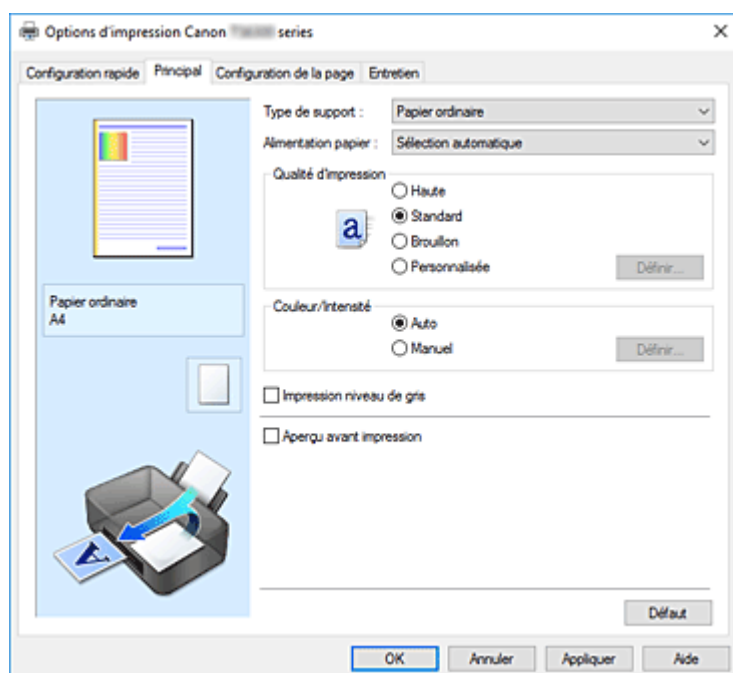 Options d'impression Canon series
Configuration rapide Principal Configuration de la page Entretien
Type de support : Papier ordinaire
Alimentation papier : Sélection automatique
Qualité d'impression
Haute
a Standard
Brouillon
Personnalisée Définir...
Papier ordinaire
A4
Couleur/Intensité
Auto
Manuel Définir...
Impression niveau de gris
Aperçu avant impression
A
Défaut
OK Annuler Appliquer Aide